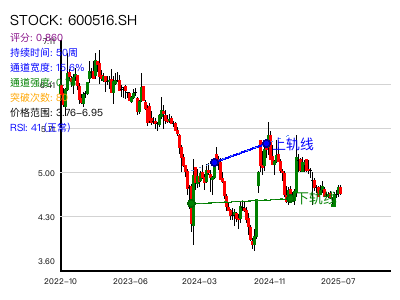 STOCK: 600516.SH
评分: 0.860
持续时间: 50周
通道宽度: 15.6%
通道强度:
突破次数:
价格范围: 3.76-6.95
RSI: 41 (正常)
上轨线
下轨线
5.00
4.30
3.60
2022-10
2023-06
2024-03
2024-11
2025-07